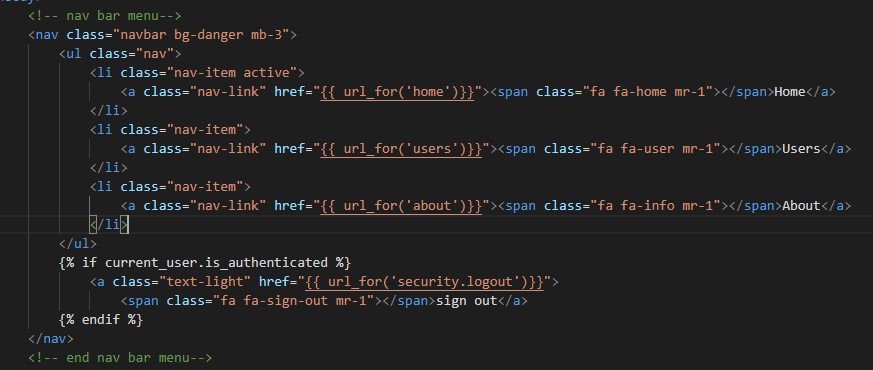 <!-- nav bar menu-->
<nav class="navbar bg-danger mb-3">
<ul class="nav">
<li class="nav-item active">
<a class="nav-link" href="{{ url_for('home')}}"><span class="fa fa-home mr-1"></span>Home</a>
</li>
<li class="nav-item">
<a class="nav-link" href="{{ url_for('users')}}"><span class="fa fa-user mr-1"></span>Users</a>
</li>
<li class="nav-item">
<a class="nav-link" href="{{ url_for('about')}}"><span class="fa fa-info mr-1"></span>About</a>
</li>
</ul>
{% if current_user.is_authenticated %}
<a class="text-light" href="{{ url_for('security.logout')}}">
<span class="fa fa-sign-out mr-1"></span>sign out</a>
{% endif %}
</nav>
<!-- end nav bar menu-->